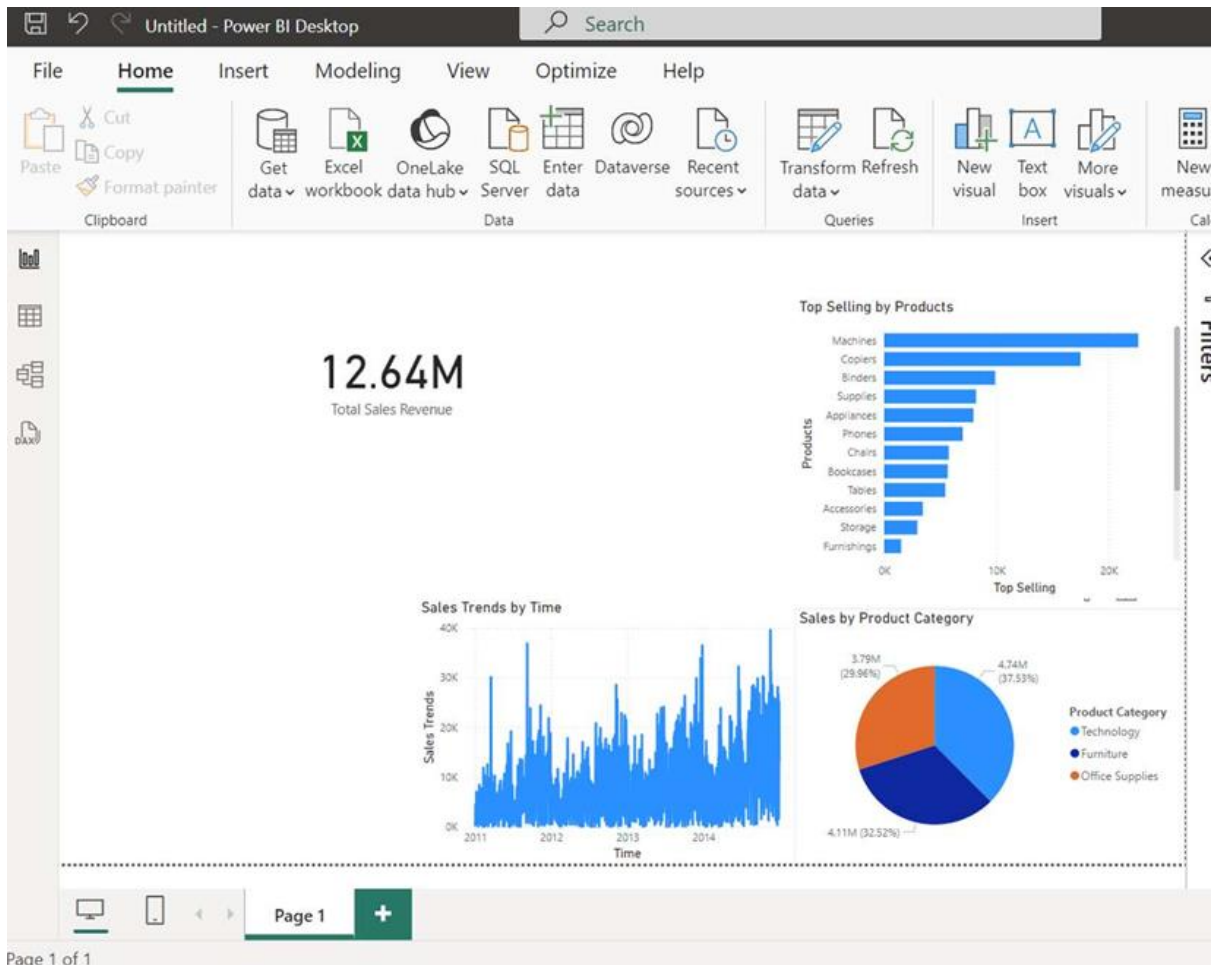 Untitled - Power BI Desktop
Search
File Home Insert Modeling View Optimize Help
Paste
Cut
Copy
Format painter
Clipboard
Get data
Excel workbook
OneLake data hub
SQL Server
Enter data
Dataverse
Recent sources
Data
Transform data
Refresh
Queries
New visual
Text box
More visuals
Insert
New
DAX
12.64M
Total Sales Revenue
Top Selling by Products
Products
Machines
Copiers
Binders
Supplies
Appliances
Phones
Chairs
Bookcases
Tables
Accessories
Storage
Furnishings
0K 10K 20K
Top Selling
Filters
Sales Trends by Time
Sales Trends
40K
30K
20K
10K
0K
2011 2012 2013 2014
Time
Sales by Product Category
3.79M
(29.96%)
4.74M
(37.53%)
4.11M (32.52%)
Product Category
Technology
Furniture
Office Supplies
Page 1
Page 1 of 1